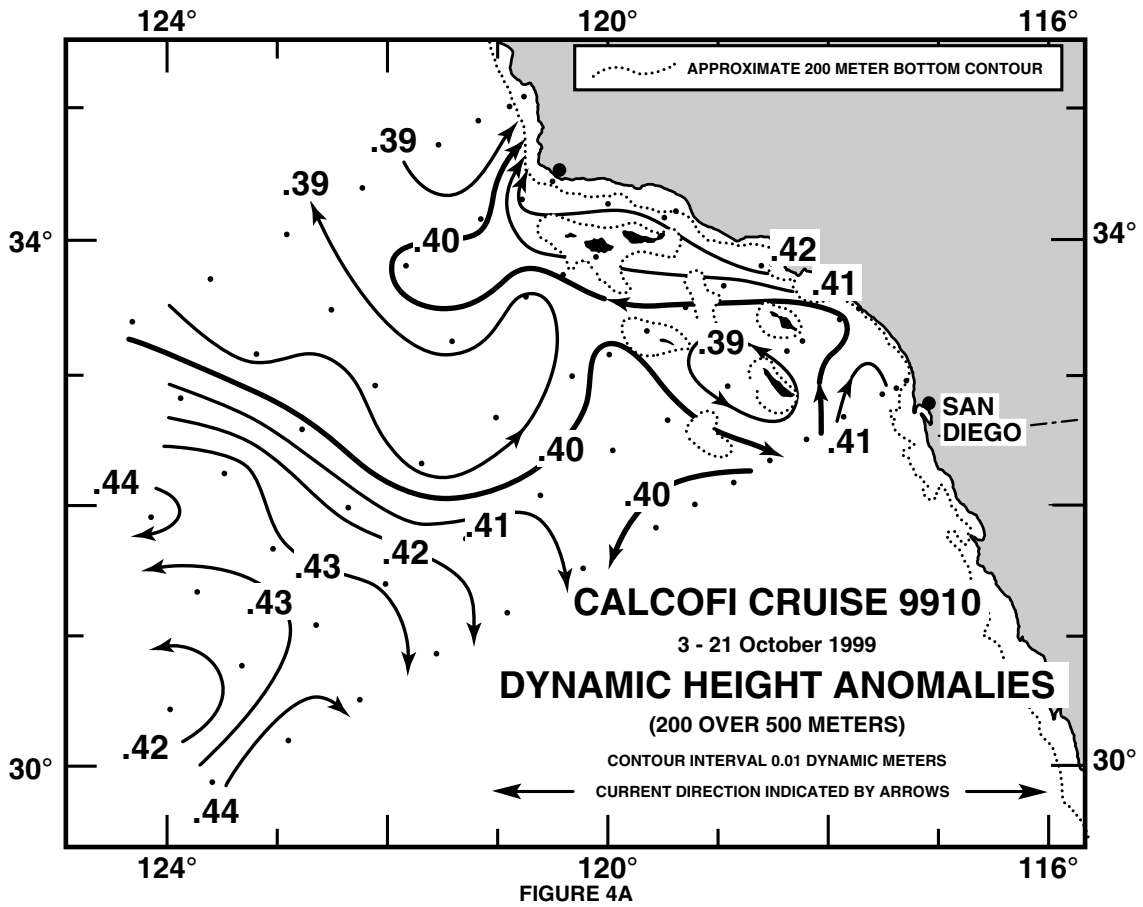 124°
120°
116°
APPROXIMATE 200 METER BOTTOM CONTOUR
.39
.39
34°
.40
.42
34°
.41
.39
SAN
DIEGO
.40
.41
.44
.40
.41
.42
.43
.43
CALCOFI CRUISE 9910
3 - 21 October 1999
DYNAMIC HEIGHT ANOMALIES
(200 OVER 500 METERS)
.42
CONTOUR INTERVAL 0.01 DYNAMIC METERS
30°
30°
CURRENT DIRECTION INDICATED BY ARROWS
.44
124°
120°
116°
FIGURE 4A